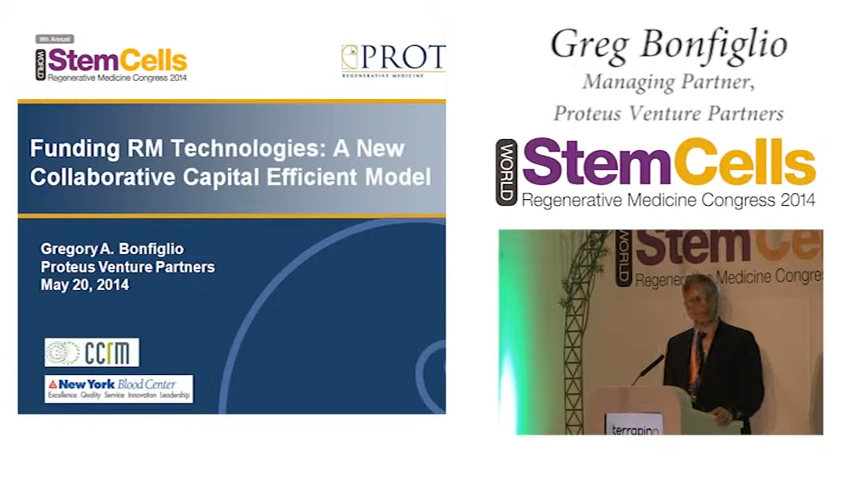 9th Annual
WORLD
StemCells
Regenerative Medicine Congress 2014
PROT
REGENERATIVE MEDICINE
Funding RM Technologies: A New
Collaborative Capital Efficient Model
Gregory A. Bonfiglio
Proteus Venture Partners
May 20, 2014
ccrm
New York Blood Center
Excellence Quality Service Innovation Leadership
Greg Bonfiglio
Managing Partner,
Proteus Venture Partners
WORLD
StemCells
Regenerative Medicine Congress 2014
WORLD
StemCe
Regenerative Medicine Congress
terrapinn